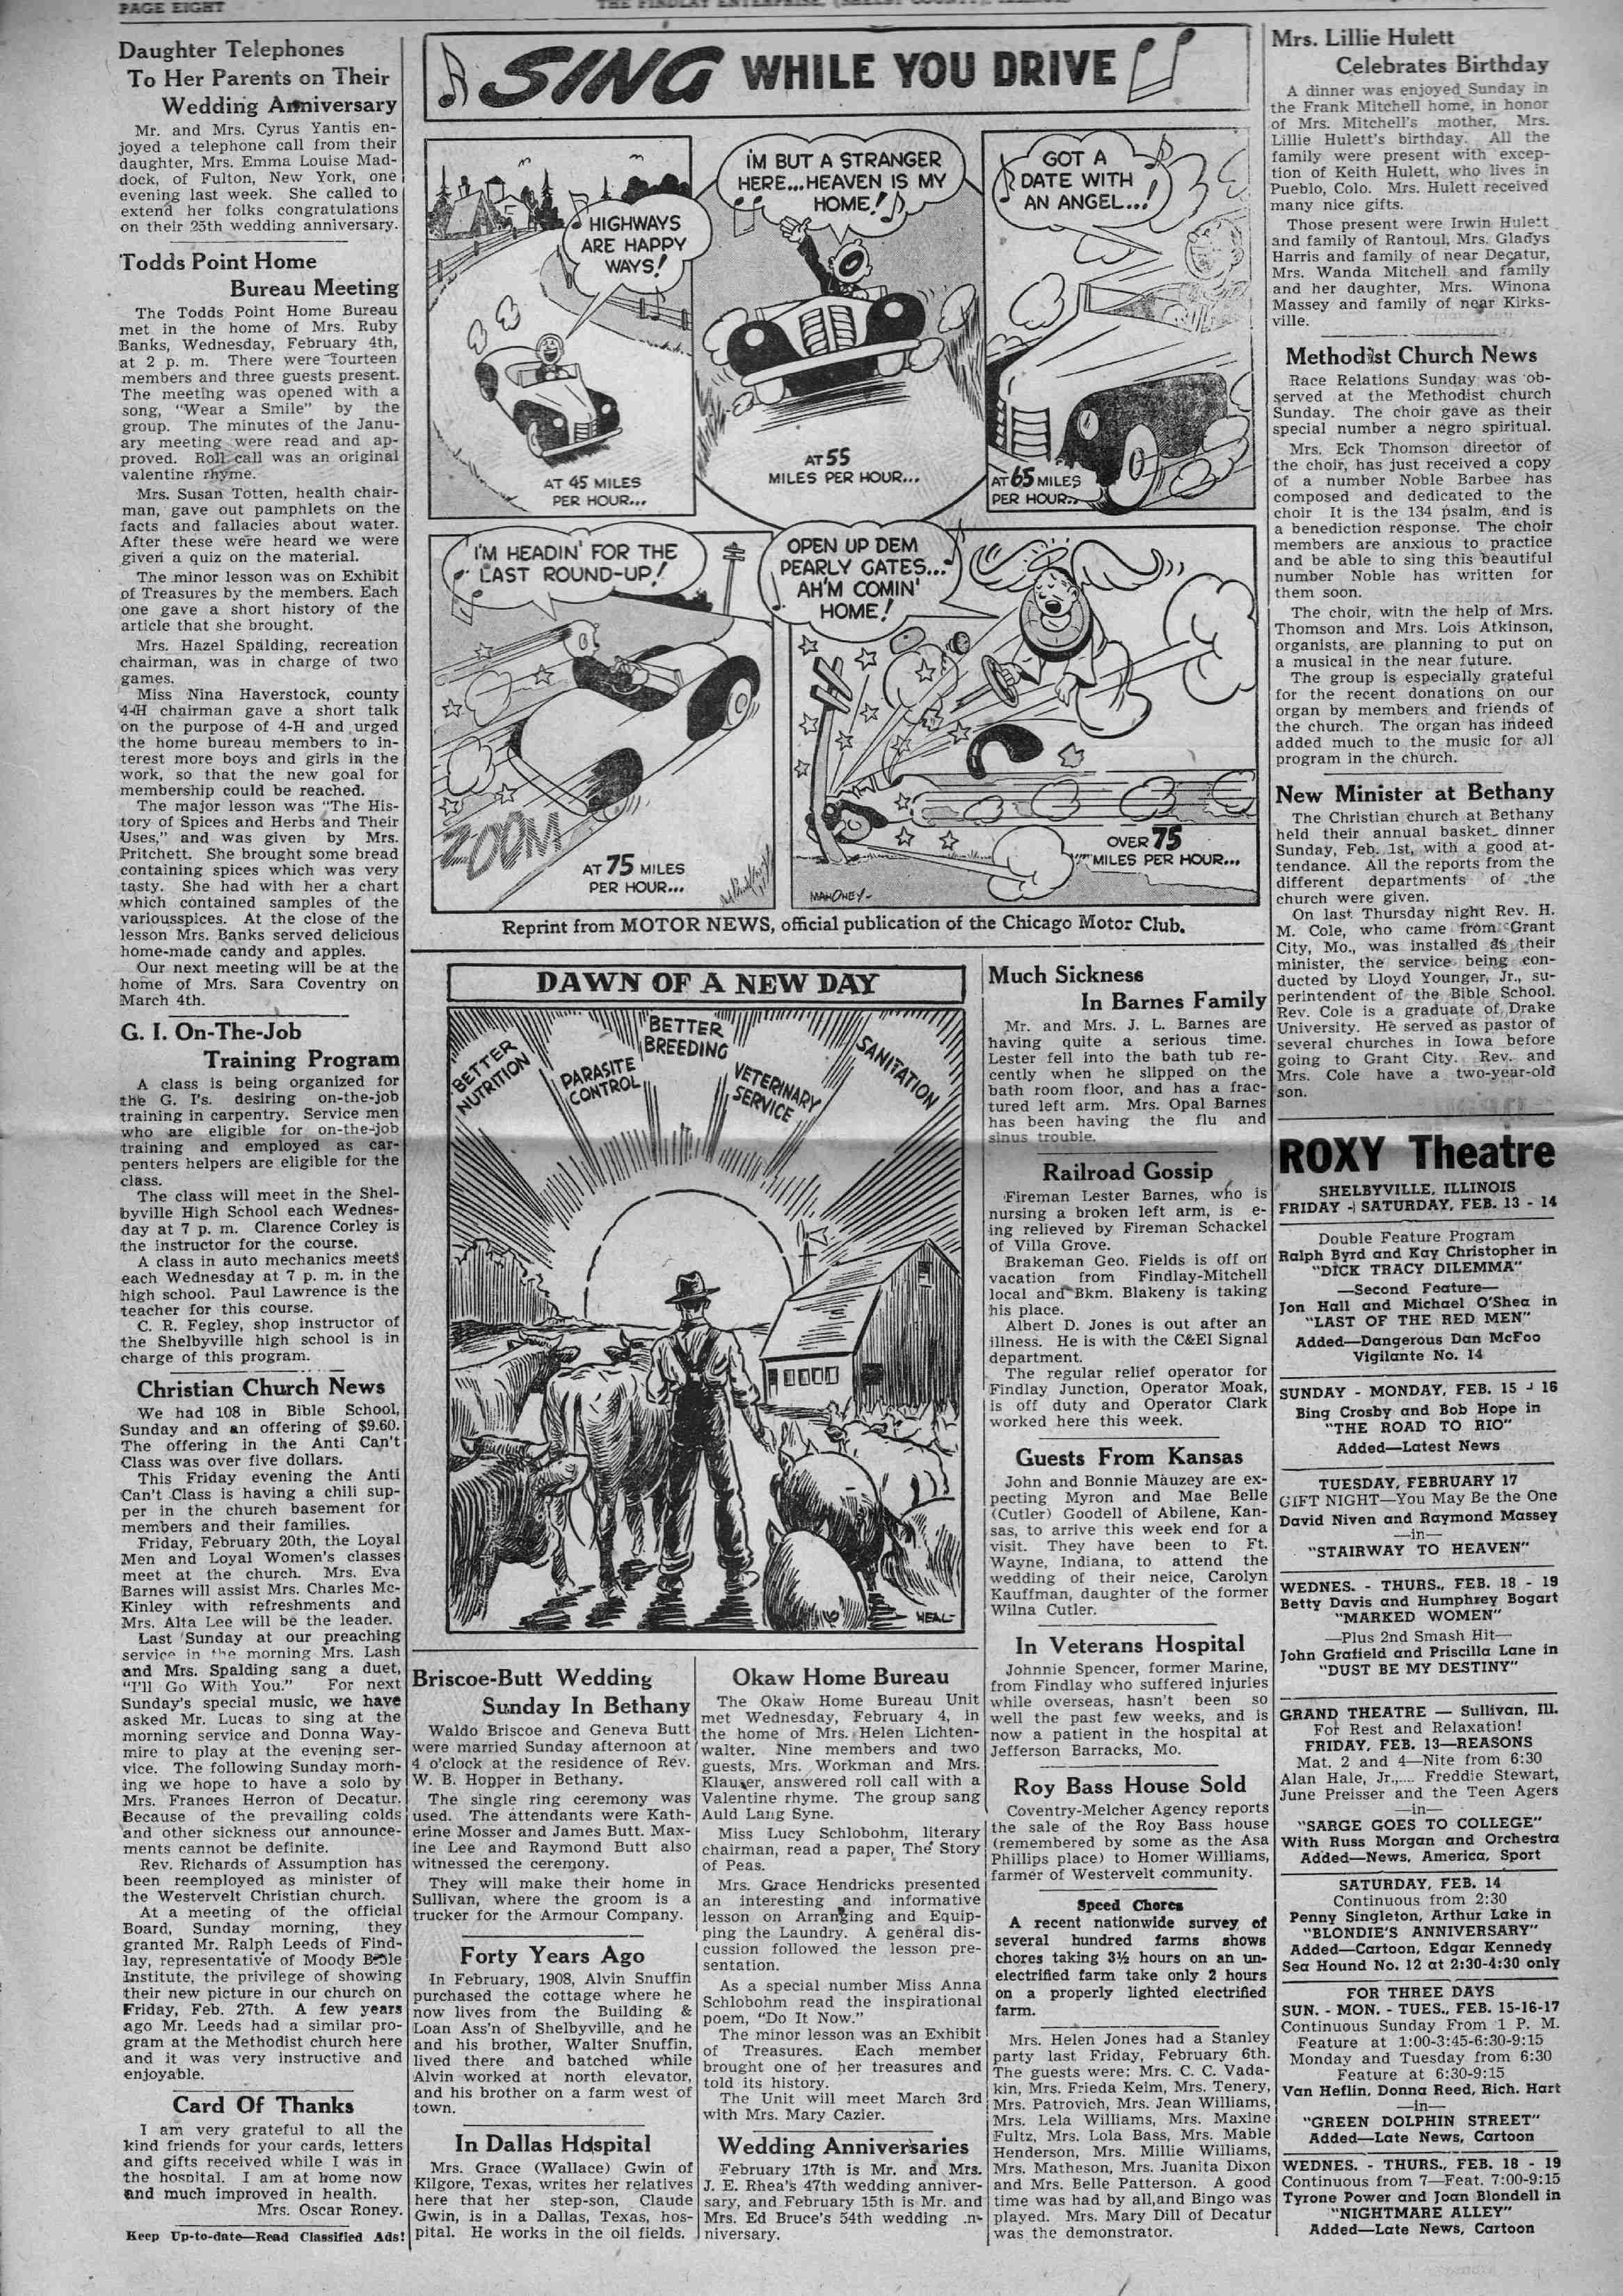 PAGE EIGHT
THE FINDLAY ENTERPRISE, (SHELBY COUNTY), ILLINOIS
Daughter Telephones
To Her Parents on Their
Wedding Anniversary
Mr. and Mrs. Cyrus Yantis en-
joyed a telephone call from their
daughter, Mrs. Emma Louise Mad-
dock, of Fulton, New York, one
evening last week. She called to
extend her folks congratulations
on their 25th wedding anniversary.
Todds Point Home
Bureau Meeting
The Todds Point Home Bureau
met in the home of Mrs. Ruby
Banks, Wednesday, February 4th,
at 2 p. m. There were fourteen
members and three guests present.
The meeting was opened with a
song, "Wear a Smile" by the
group. The minutes of the Janu-
ary meeting were read and ap-
proved. Roll call was an original
valentine rhyme.
Mrs. Susan Totten, health chair-
man, gave out pamphlets on the
facts and fallacies about water.
After these were heard we were
given a quiz on the material.
The minor lesson was on Exhibit
of Treasures by the members. Each
one gave a short history of the
article that she brought.
Mrs. Hazel Spalding, recreation
chairman, was in charge of two
games.
Miss Nina Haverstock, county
4-H chairman gave a short talk
on the purpose of 4-H and urged
the home bureau members to in-
terest more boys and girls in the
work, so that the new goal for
membership could be reached.
The major lesson was "The His-
tory of Spices and Herbs and Their
Uses," and was given by Mrs.
Pritchett. She brought some bread
containing spices which was very
tasty. She had with her a chart
which contained samples of the
variousspices. At the close of the
lesson Mrs. Banks served delicious
home-made candy and apples.
Our next meeting will be at the
home of Mrs. Sara Coventry on
March 4th.
G. I. On-The-Job
Training Program
A class is being organized for
the G. I's. desiring on-the-job
training in carpentry. Service men
who are eligible for on-the-job
training and employed as car-
penters helpers are eligible for the
class.
The class will meet in the Shel-
byville High School each Wednes-
day at 7 p. m. Clarence Corley is
the instructor for the course.
A class in auto mechanics meets
each Wednesday at 7 p. m. in the
high school. Paul Lawrence is the
teacher for this course.
C. R. Fegley, shop instructor of
the Shelbyville high school is in
charge of this program.
Christian Church News
We had 108 in Bible School,
Sunday and an offering of $9.60.
The offering in the Anti Can't
Class was over five dollars.
This Friday evening the Anti
Can't Class is having a chili sup-
per in the church basement for
members and their families.
Friday, February 20th, the Loyal
Men and Loyal Women's classes
meet at the church. Mrs. Eva
Barnes will assist Mrs. Charles Mc-
Kinley with refreshments and
Mrs. Alta Lee will be the leader.
Last Sunday at our preaching
service in the morning Mrs. Lash
and Mrs. Spalding sang a duet,
"I'll Go With You." For next
Sunday's special music, we have
asked Mr. Lucas to sing at the
morning service and Donna Way-
mire to play at the evening ser-
vice. The following Sunday morn-
ing we hope to have a solo by
Mrs. Frances Herron of Decatur.
Because of the prevailing colds
and other sickness our announce-
ments cannot be definite.
Rev. Richards of Assumption has
been reemployed as minister of
the Westervelt Christian church.
At a meeting of the official
Board, Sunday morning, they
granted Mr. Ralph Leeds of Find-
lay, representative of Moody Bible
Institute, the privilege of showing
their new picture in our church on
Friday, Feb. 27th. A few years
ago Mr. Leeds had a similar pro-
gram at the Methodist church here
and it was very instructive and
enjoyable.
Card Of Thanks
I am very grateful to all the
kind friends for your cards, letters
and gifts received while I was in
the hospital. I am at home now
and much improved in health.
Mrs. Oscar Roney.
Keep Up-to-date—Read Classified Ads!
SING WHILE YOU DRIVE
HIGHWAYS
ARE HAPPY
WAYS!
AT 45 MILES
PER HOUR...
I'M BUT A STRANGER
HERE...HEAVEN IS MY
HOME!
AT 55
MILES PER HOUR...
GOT A
DATE WITH
AN ANGEL...!
AT 65 MILES
PER HOUR...
I'M HEADIN' FOR THE
LAST ROUND-UP!
ZOOM
AT 75 MILES
PER HOUR...
OPEN UP DEM
PEARLY GATES...
AH'M COMIN'
HOME!
OVER 75
MILES PER HOUR...
MAHONEY-
Reprint from MOTOR NEWS, official publication of the Chicago Motor Club.
DAWN OF A NEW DAY
BETTER
NUTRITION
PARASITE
CONTROL
BETTER
BREEDING
VETERINARY
SERVICE
SANITATION
NEAL-
Briscoe-Butt Wedding
Sunday In Bethany
Waldo Briscoe and Geneva Butt
were married Sunday afternoon at
4 o'clock at the residence of Rev.
W. B. Hopper in Bethany.
The single ring ceremony was
used. The attendants were Kath-
erine Mosser and James Butt. Max-
ine Lee and Raymond Butt also
witnessed the ceremony.
They will make their home in
Sullivan, where the groom is a
trucker for the Armour Company.
Forty Years Ago
In February, 1908, Alvin Snuffin
purchased the cottage where he
now lives from the Building &
Loan Ass'n of Shelbyville, and he
and his brother, Walter Snuffin,
lived there and batched while
Alvin worked at north elevator,
and his brother on a farm west of
town.
In Dallas Hospital
Mrs. Grace (Wallace) Gwin of
Kilgore, Texas, writes her relatives
here that her step-son, Claude
Gwin, is in a Dallas, Texas, hos-
pital. He works in the oil fields.
Okaw Home Bureau
The Okaw Home Bureau Unit
met Wednesday, February 4, in
the home of Mrs. Helen Lichten-
walter. Nine members and two
guests, Mrs. Workman and Mrs.
Klauser, answered roll call with a
Valentine rhyme. The group sang
Auld Lang Syne.
Miss Lucy Schlobohm, literary
chairman, read a paper, The Story
of Peas.
Mrs. Grace Hendricks presented
an interesting and informative
lesson on Arranging and Equip-
ping the Laundry. A general dis-
cussion followed the lesson pre-
sentation.
As a special number Miss Anna
Schlobohm read the inspirational
poem, "Do It Now."
The minor lesson was an Exhibit
of Treasures. Each member
brought one of her treasures and
told its history.
The Unit will meet March 3rd
with Mrs. Mary Cazier.
Wedding Anniversaries
February 17th is Mr. and Mrs.
J. E. Rhea's 47th wedding anniver-
sary, and February 15th is Mr. and
Mrs. Ed Bruce's 54th wedding .n-
niversary.
Much Sickness
In Barnes Family
Mr. and Mrs. J. L. Barnes are
having quite a serious time.
Lester fell into the bath tub re-
cently when he slipped on the
bath room floor, and has a frac-
tured left arm. Mrs. Opal Barnes
has been having the flu and
sinus trouble.
Railroad Gossip
Fireman Lester Barnes, who is
nursing a broken left arm, is e-
ing relieved by Fireman Schackel
of Villa Grove.
Brakeman Geo. Fields is off on
vacation from Findlay-Mitchell
local and Bkm. Blakeny is taking
his place.
Albert D. Jones is out after an
illness. He is with the C&EI Signal
department.
The regular relief operator for
Findlay Junction, Operator Moak,
is off duty and Operator Clark
worked here this week.
Guests From Kansas
John and Bonnie Mauzey are ex-
pecting Myron and Mae Belle
(Cutler) Goodell of Abilene, Kan-
sas, to arrive this week end for a
visit. They have been to Ft.
Wayne, Indiana, to attend the
wedding of their neice, Carolyn
Kauffman, daughter of the former
Wilna Cutler.
In Veterans Hospital
Johnnie Spencer, former Marine,
from Findlay who suffered injuries
while overseas, hasn't been so
well the past few weeks, and is
now a patient in the hospital at
Jefferson Barracks, Mo.
Roy Bass House Sold
Coventry-Melcher Agency reports
the sale of the Roy Bass house
(remembered by some as the Asa
Phillips place) to Homer Williams,
farmer of Westervelt community.
Speed Chores
A recent nationwide survey of
several hundred farms shows
chores taking 3½ hours on an un-
electrified farm take only 2 hours
on a properly lighted electrified
farm.
Mrs. Helen Jones had a Stanley
party last Friday, February 6th.
The guests were: Mrs. C. C. Vada-
kin, Mrs. Frieda Keim, Mrs. Tenery,
Mrs. Patrovich, Mrs. Jean Williams,
Mrs. Lela Williams, Mrs. Maxine
Fultz, Mrs. Lola Bass, Mrs. Mable
Henderson, Mrs. Millie Williams,
Mrs. Matheson, Mrs. Juanita Dixon
and Mrs. Belle Patterson. A good
time was had by all,and Bingo was
played. Mrs. Mary Dill of Decatur
was the demonstrator.
Mrs. Lillie Hulett
Celebrates Birthday
A dinner was enjoyed Sunday in
the Frank Mitchell home, in honor
of Mrs. Mitchell's mother, Mrs.
Lillie Hulett's birthday. All the
family were present with excep-
tion of Keith Hulett, who lives in
Pueblo, Colo. Mrs. Hulett received
many nice gifts.
Those present were Irwin Hulett
and family of Rantoul, Mrs. Gladys
Harris and family of near Decatur,
Mrs. Wanda Mitchell and family
and her daughter, Mrs. Winona
Massey and family of near Kirks-
ville.
Methodist Church News
Race Relations Sunday was ob-
served at the Methodist church
Sunday. The choir gave as their
special number a negro spiritual.
Mrs. Eck Thomson director of
the choir, has just received a copy
of a number Noble Barbee has
composed and dedicated to the
choir It is the 134 psalm, and is
a benediction response. The choir
members are anxious to practice
and be able to sing this beautiful
number Noble has written for
them soon.
The choir, with the help of Mrs.
Thomson and Mrs. Lois Atkinson,
organists, are planning to put on
a musical in the near future.
The group is especially grateful
for the recent donations on our
organ by members and friends of
the church. The organ has indeed
added much to the music for all
program in the church.
New Minister at Bethany
The Christian church at Bethany
held their annual basket dinner
Sunday, Feb. 1st, with a good at-
tendance. All the reports from the
different departments of the
church were given.
On last Thursday night Rev. H.
M. Cole, who came from Grant
City, Mo., was installed as their
minister, the service being con-
ducted by Lloyd Younger, Jr., su-
perintendent of the Bible School.
Rev. Cole is a graduate of Drake
University. He served as pastor of
several churches in Iowa before
going to Grant City. Rev. and
Mrs. Cole have a two-year-old
son.
ROXY Theatre
SHELBYVILLE, ILLINOIS
FRIDAY - SATURDAY, FEB. 13 - 14
Double Feature Program
Ralph Byrd and Kay Christopher in
"DICK TRACY DILEMMA"
—Second Feature—
Jon Hall and Michael O'Shea in
"LAST OF THE RED MEN"
Added—Dangerous Dan McFoo
Vigilante No. 14
SUNDAY - MONDAY, FEB. 15 - 16
Bing Crosby and Bob Hope in
"THE ROAD TO RIO"
Added—Latest News
TUESDAY, FEBRUARY 17
GIFT NIGHT—You May Be the One
David Niven and Raymond Massey
—in—
"STAIRWAY TO HEAVEN"
WEDNES. - THURS., FEB. 18 - 19
Betty Davis and Humphrey Bogart
"MARKED WOMEN"
—Plus 2nd Smash Hit—
John Grafield and Priscilla Lane in
"DUST BE MY DESTINY"
GRAND THEATRE — Sullivan, Ill.
For Rest and Relaxation!
FRIDAY, FEB. 13—REASONS
Mat. 2 and 4—Nite from 6:30
Alan Hale, Jr.,.... Freddie Stewart,
June Preisser and the Teen Agers
—in—
"SARGE GOES TO COLLEGE"
With Russ Morgan and Orchestra
Added—News, America, Sport
SATURDAY, FEB. 14
Continuous from 2:30
Penny Singleton, Arthur Lake in
"BLONDIE'S ANNIVERSARY"
Added—Cartoon, Edgar Kennedy
Sea Hound No. 12 at 2:30-4:30 only
FOR THREE DAYS
SUN. - MON. - TUES., FEB. 15-16-17
Continuous Sunday From 1 P. M.
Feature at 1:00-3:45-6:30-9:15
Monday and Tuesday from 6:30
Feature at 6:30-9:15
Van Heflin, Donna Reed, Rich. Hart
—in—
"GREEN DOLPHIN STREET"
Added—Late News, Cartoon
WEDNES. - THURS., FEB. 18 - 19
Continuous from 7—Feat. 7:00-9:15
Tyrone Power and Joan Blondell in
"NIGHTMARE ALLEY"
Added—Late News, Cartoon